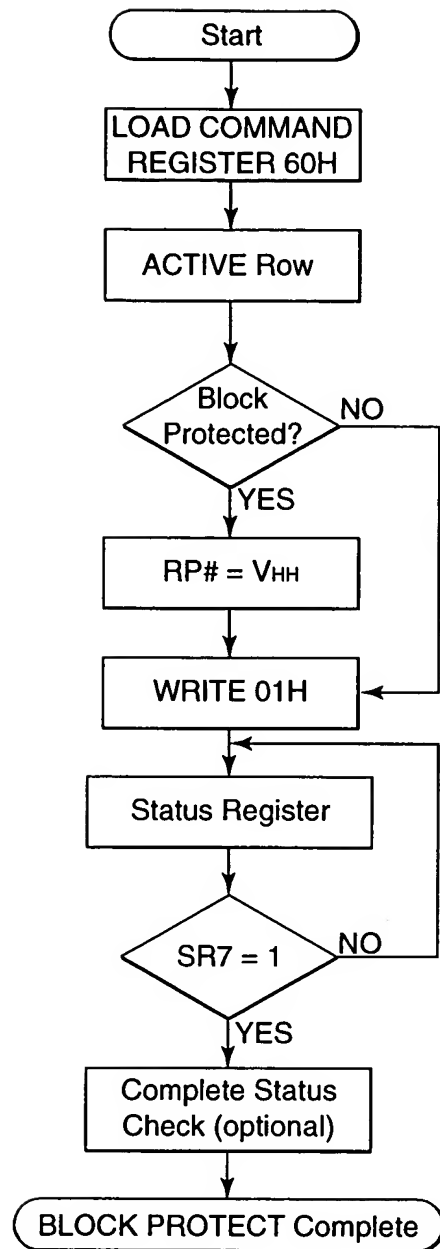 Start
LOAD COMMAND
REGISTER 60H
ACTIVE Row
Block
Protected?
NO
YES
RP# = VHH
WRITE 01H
Status Register
SR7 = 1
NO
YES
Complete Status
Check (optional)
BLOCK PROTECT Complete